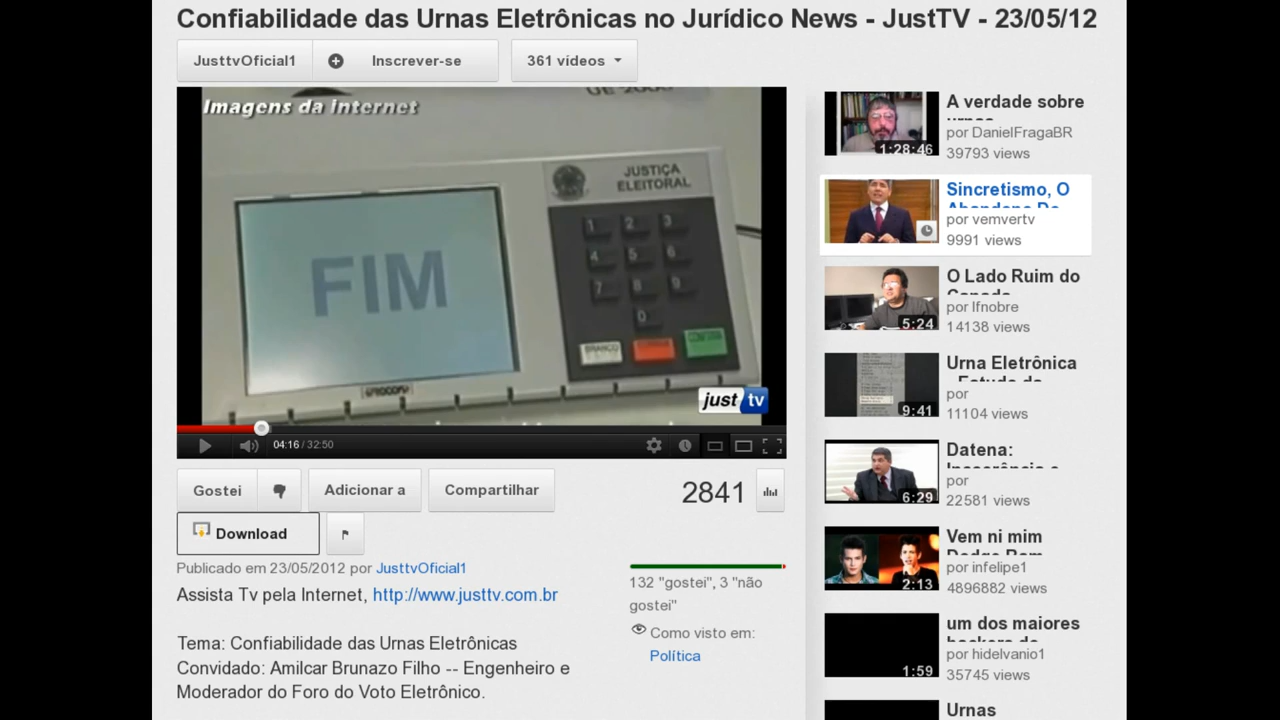 Confiabilidade das Urnas Eletrônicas no Jurídico News - JustTV - 23/05/12
JusttvOficial1
Inscrever-se
361 vídeos
Imagens da internet
JUSTIÇA
ELEITORAL
1 2 3
4 5 6
7 8 9
0
FIM
BRANCO
CONFIRMA
PROCOMP
just tv
04:16 / 32:50
Gostei
Adicionar a
Compartilhar
2841
Download
Publicado em 23/05/2012 por JusttvOficial1
Assista Tv pela Internet, http://www.justtv.com.br
Tema: Confiabilidade das Urnas Eletrônicas
Convidado: Amilcar Brunazo Filho -- Engenheiro e
Moderador do Foro do Voto Eletrônico.
132 "gostei", 3 "não
gostei"
Como visto em:
Política
A verdade sobre
por DanielFragaBR
39793 views
1:28:46
Sincretismo, O
por vemvertv
9991 views
O Lado Ruim do
por lfnobre
14138 views
5:24
Urna Eletrônica
por
11104 views
9:41
Datena:
por
22581 views
6:29
Vem ni mim
por infelipe1
4896882 views
2:13
um dos maiores
por hidelvanio1
35745 views
1:59
Urnas